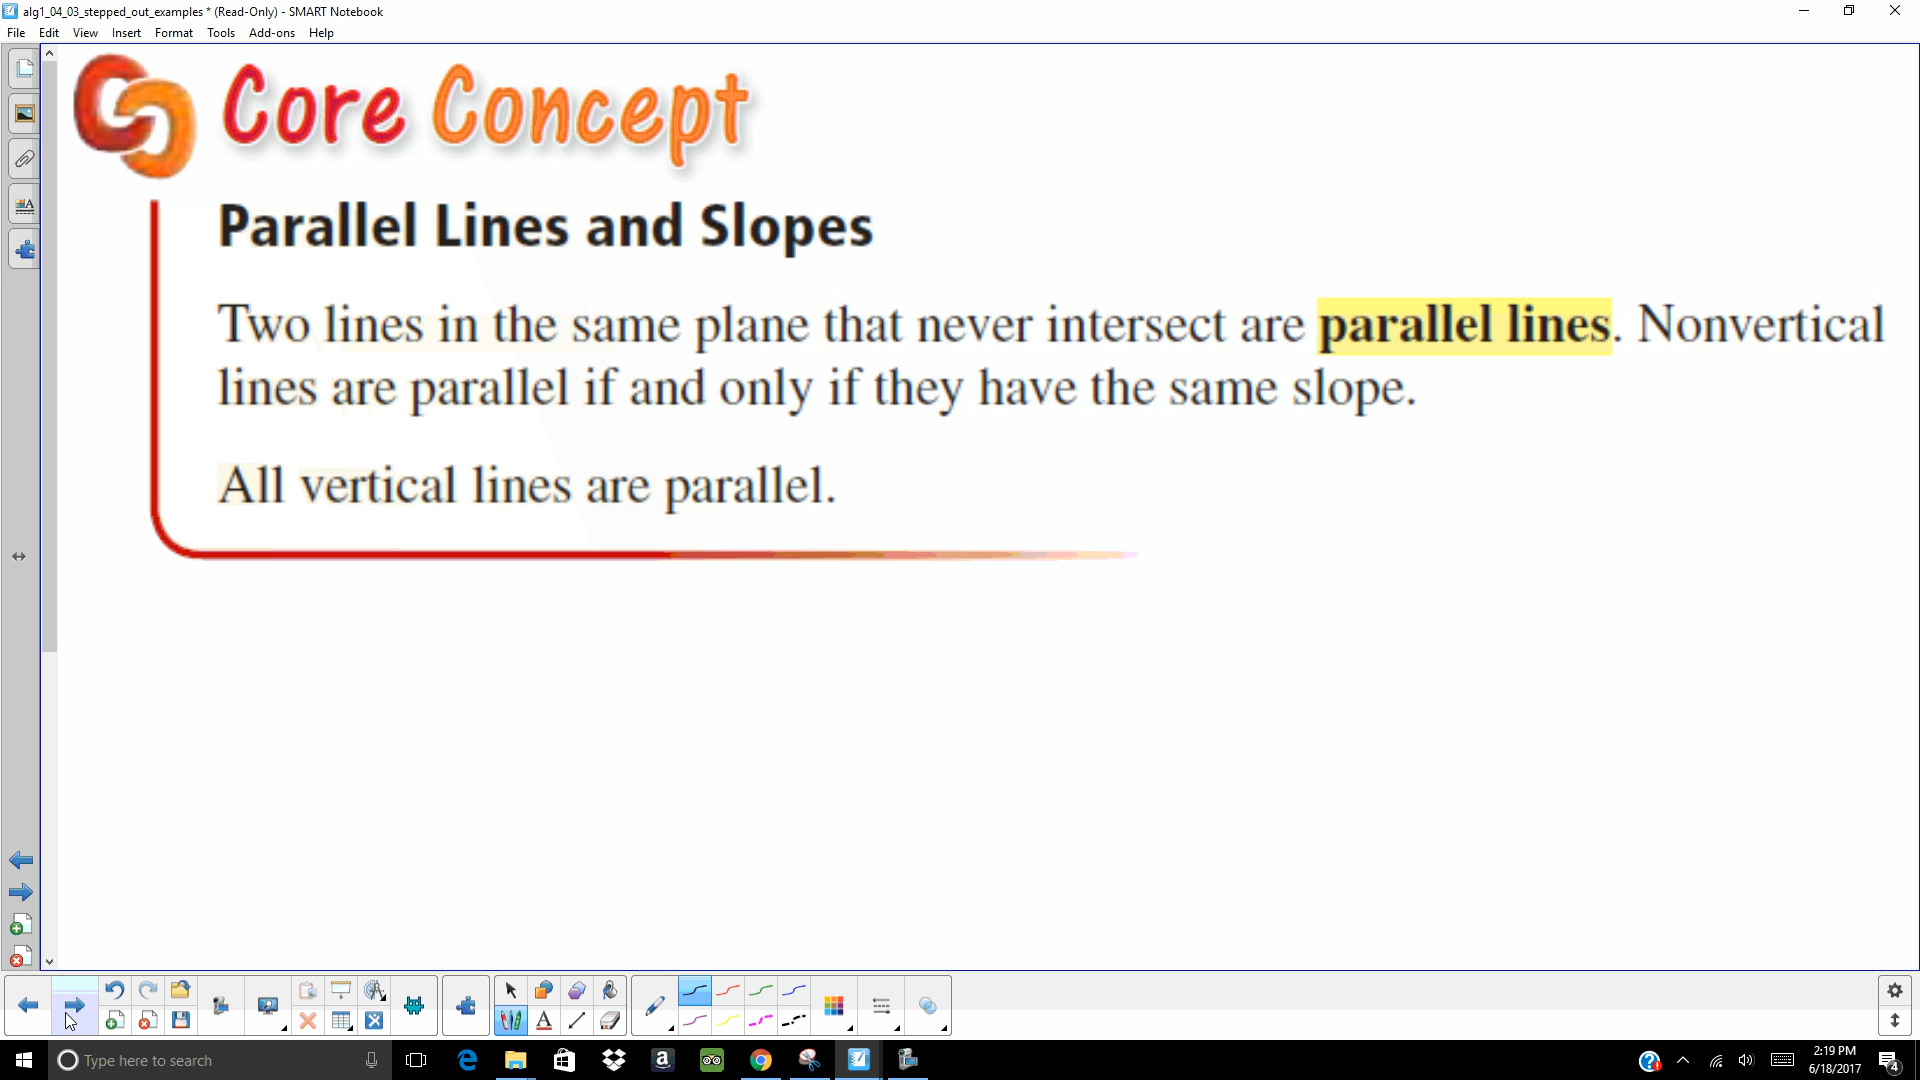 alg1_04_03_stepped_out_examples * (Read-Only) - SMART Notebook
File Edit View Insert Format Tools Add-ons Help
Core Concept
Parallel Lines and Slopes
Two lines in the same plane that never intersect are parallel lines. Nonvertical
lines are parallel if and only if they have the same slope.
All vertical lines are parallel.
Type here to search
2:19 PM
6/18/2017
4